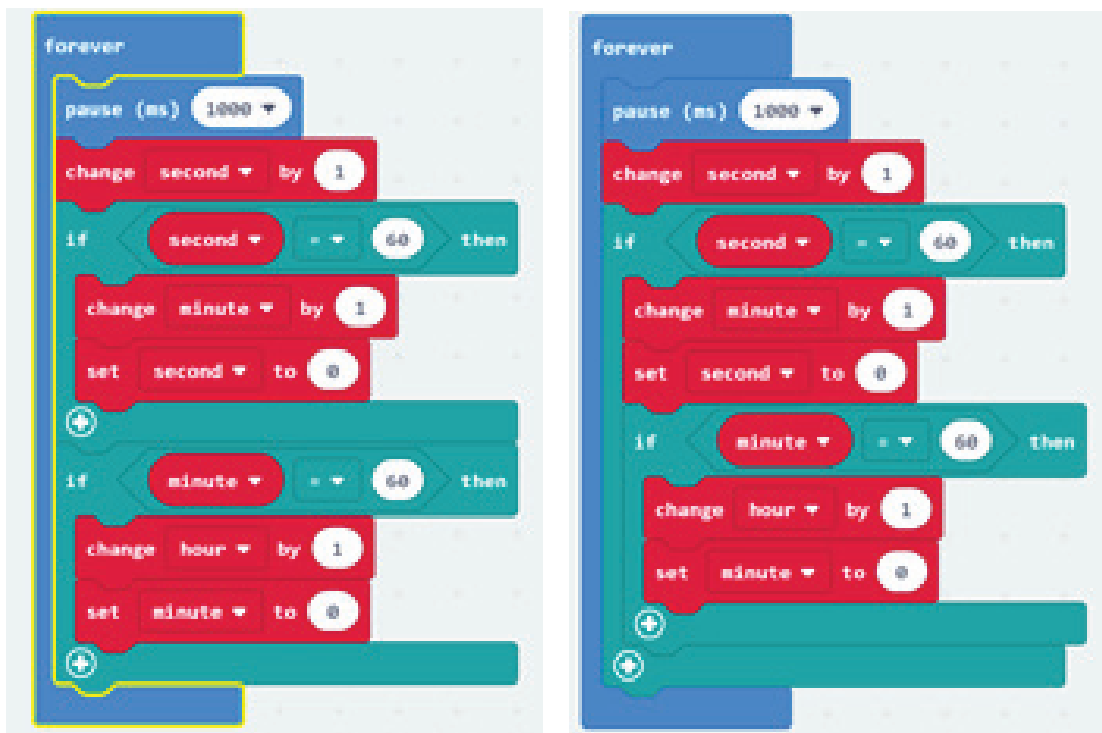 forever
pause (ms) 1000
change second by 1
if second = 60 then
change minute by 1
set second to 0
if minute = 60 then
change hour by 1
set minute to 0
forever
pause (ms) 1000
change second by 1
if second = 60 then
change minute by 1
set second to 0
if minute = 60 then
change hour by 1
set minute to 0